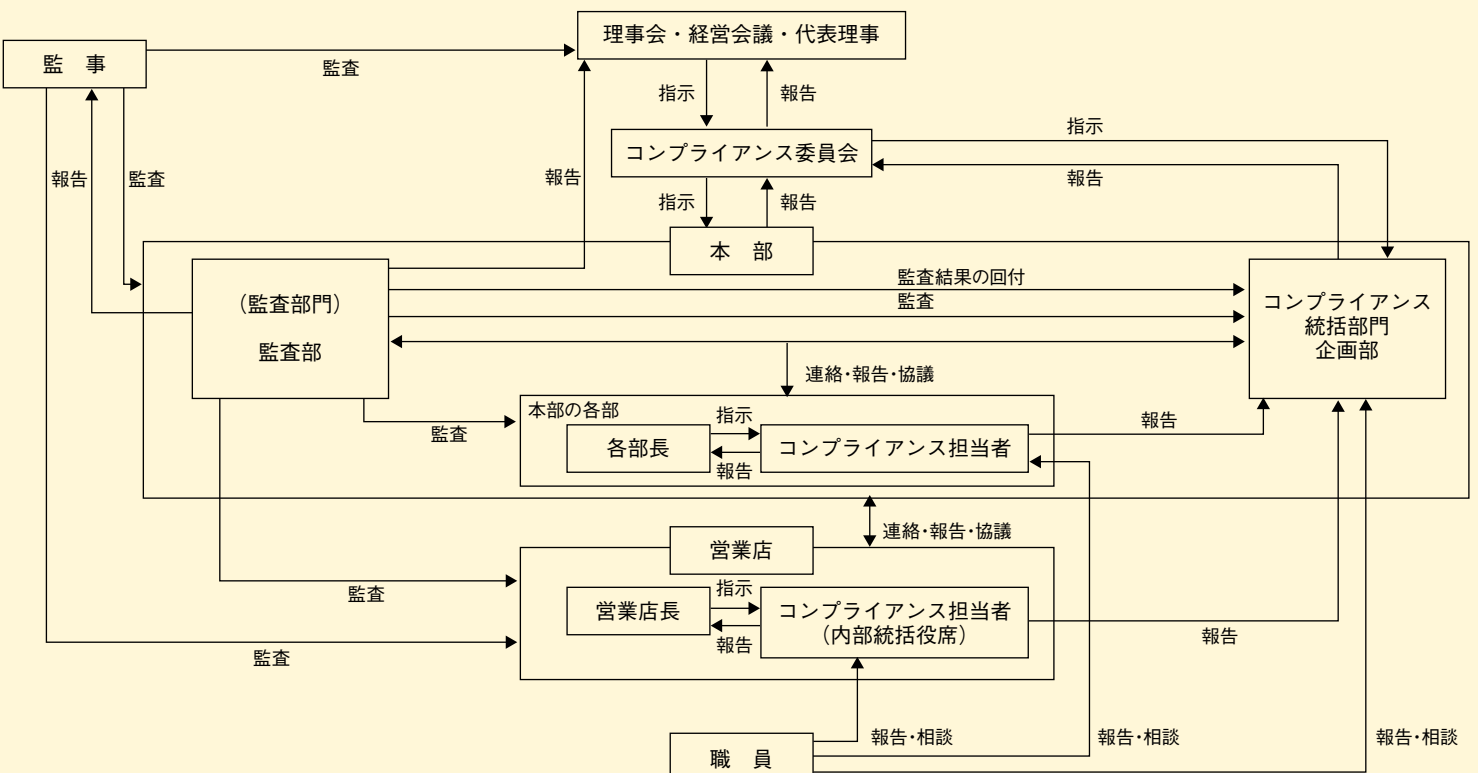 理事会・経営会議・代表理事
監　事
監査
指示
報告
指示
コンプライアンス委員会
報告
監査
報告
報告
指示
報告
本　部
監査結果の回付
（監査部門）
監査部
監査
コンプライアンス
統括部門
企画部
連絡・報告・協議
本部の各部
指示
監査
各部長
コンプライアンス担当者
報告
報告
連絡・報告・協議
営業店
指示
監査
営業店長
コンプライアンス担当者
（内部統括役席）
報告
報告
監査
報告・相談
報告・相談
報告・相談
職　員